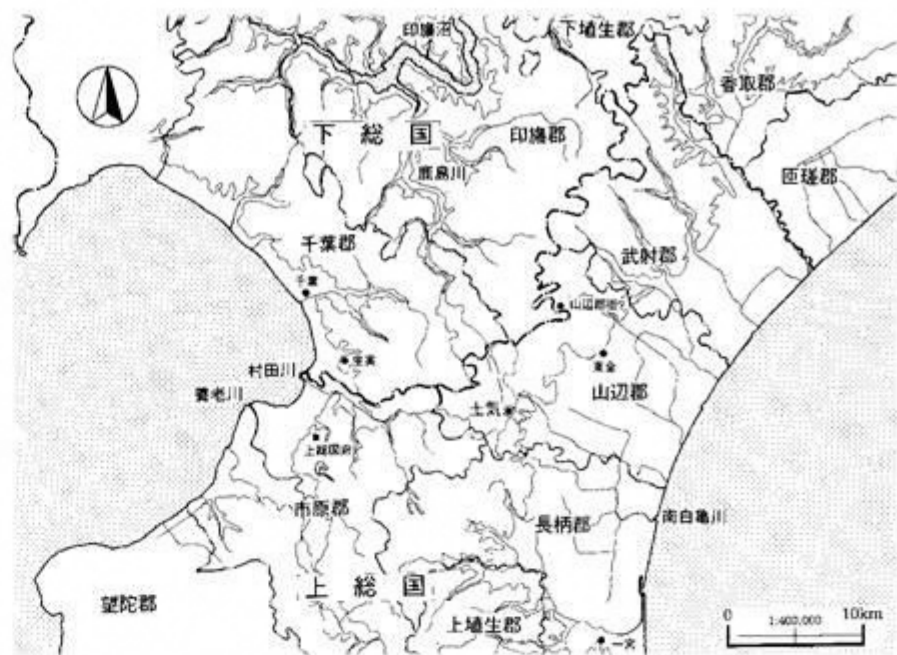 印旛沼
下埴生郡
香取郡
下総国
印旛郡
匝瑳郡
鹿島川
千葉郡
武射郡
千葉
山辺郡衙?
村田川
東金
養老川
山辺郡
土気
上総国府
市原郡
長柄郡
南白亀川
上総国
望陀郡
上埴生郡
0
10km
1:400,000
一宮